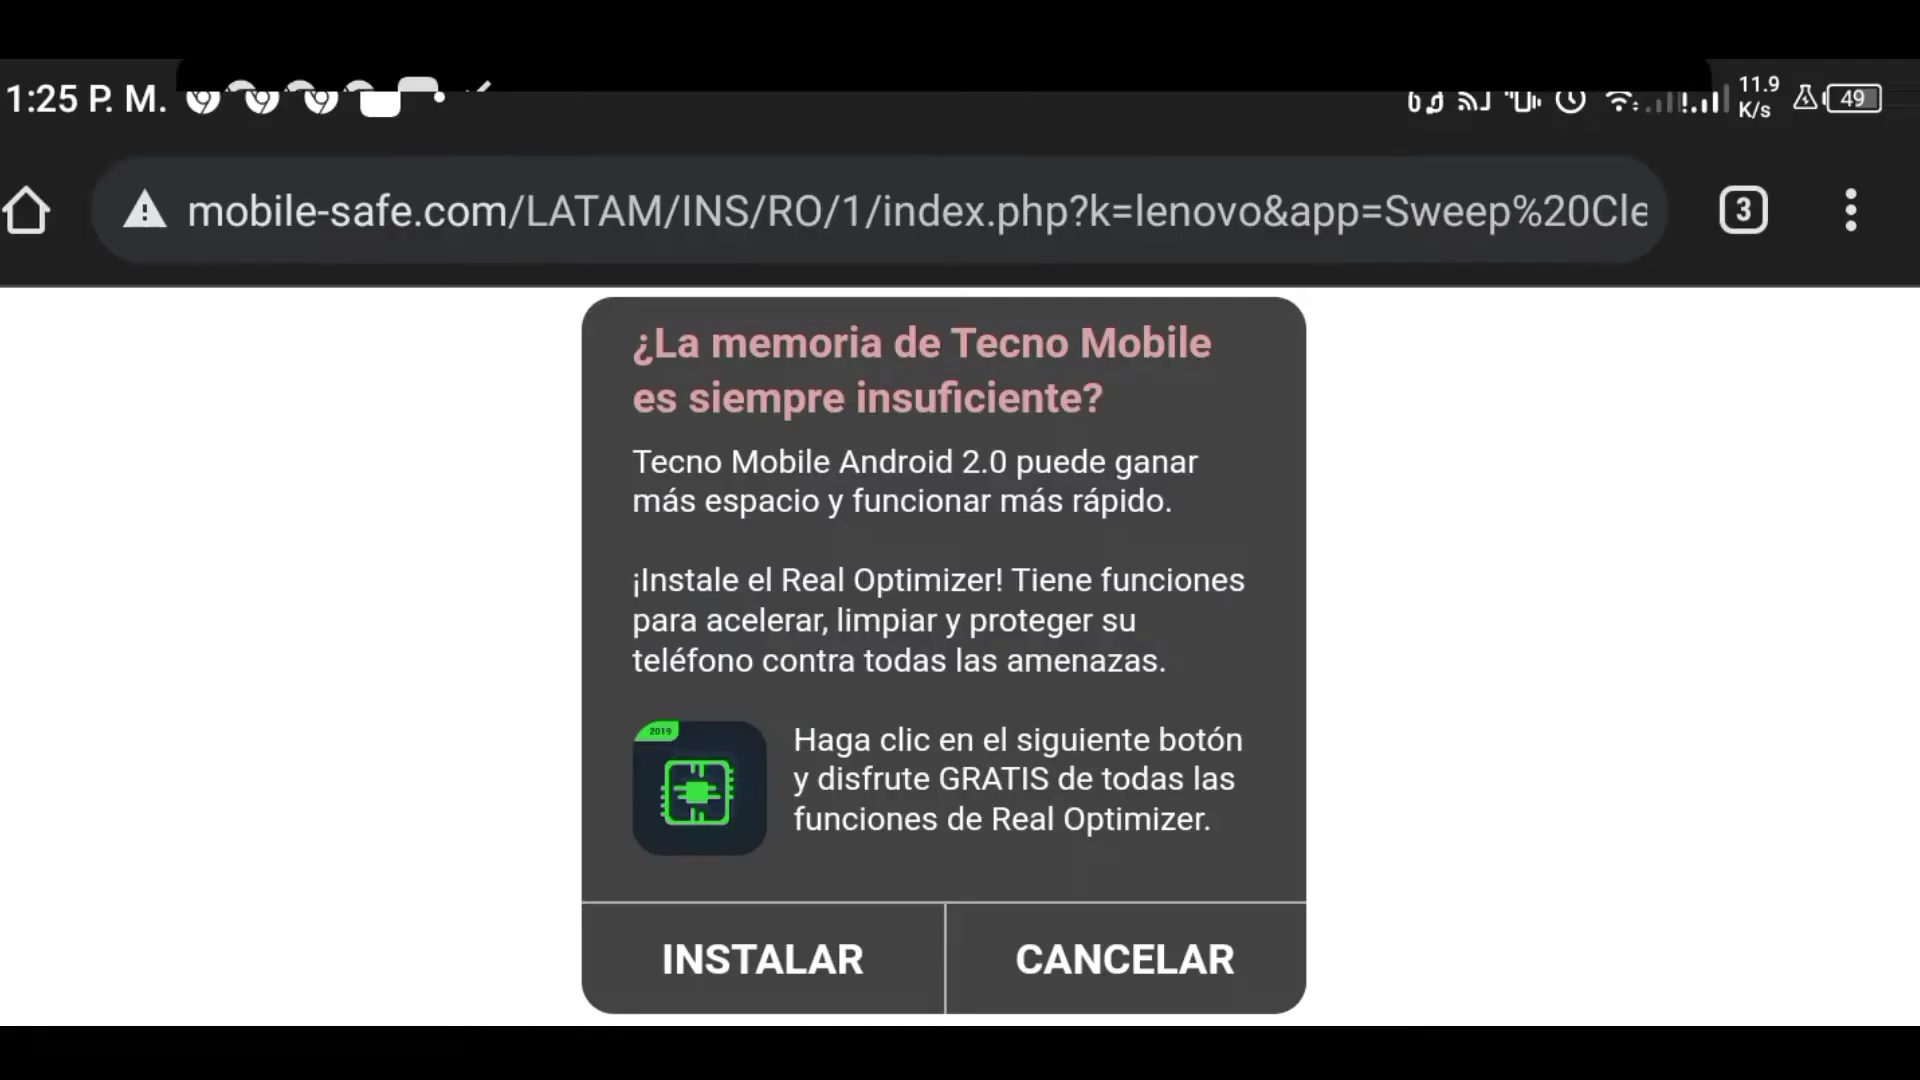 1:25 P. M.
11.9
K/s
49
mobile-safe.com/LATAM/INS/RO/1/index.php?k=lenovo&app=Sweep%20Cle
3
¿La memoria de Tecno Mobile
es siempre insuficiente?
Tecno Mobile Android 2.0 puede ganar
más espacio y funcionar más rápido.
¡Instale el Real Optimizer! Tiene funciones
para acelerar, limpiar y proteger su
teléfono contra todas las amenazas.
2019
Haga clic en el siguiente botón
y disfrute GRATIS de todas las
funciones de Real Optimizer.
INSTALAR
CANCELAR